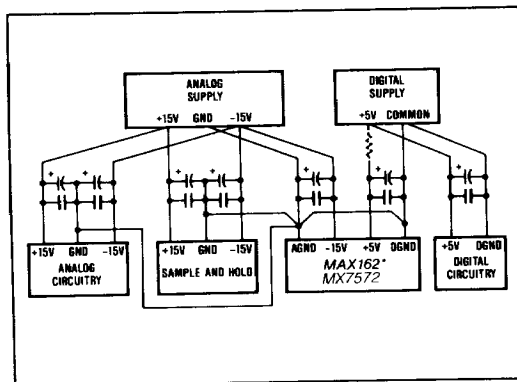 ANALOG
SUPPLY
+15V GND -15V
DIGITAL
SUPPLY
+5V COMMON
+ + + + + + +
+15V GND -15V
ANALOG
CIRCUITRY
+15V GND -15V
SAMPLE AND HOLD
AGND -15V +5V DGND
MAX162*
MX7572
+5V DGND
DIGITAL
CIRCUITRY